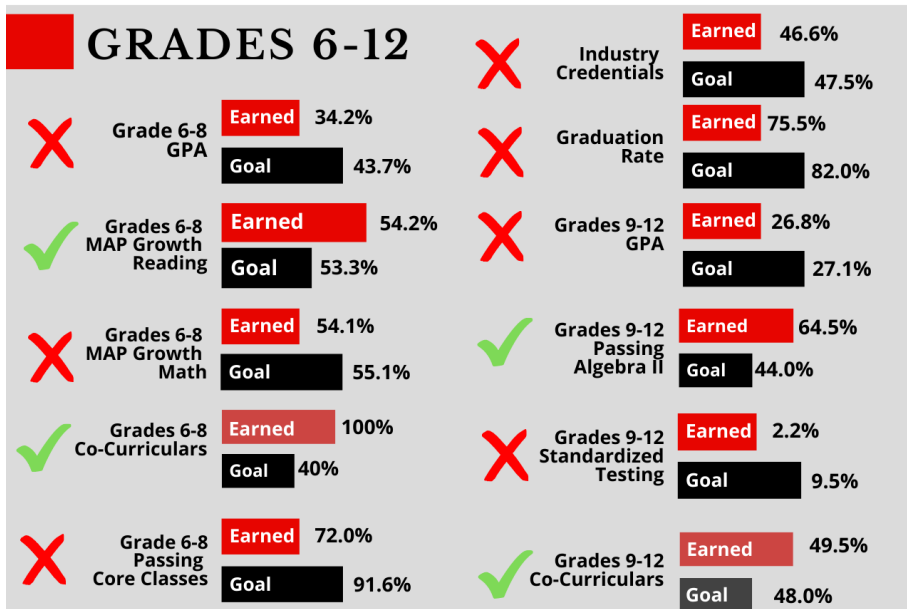 GRADES 6-12
Grade 6-8
GPA
Earned 34.2%
Goal 43.7%
Grades 6-8
MAP Growth
Reading
Earned 54.2%
Goal 53.3%
Grades 6-8
MAP Growth
Math
Earned 54.1%
Goal 55.1%
Grades 6-8
Co-Curriculars
Earned 100%
Goal 40%
Grade 6-8
Passing
Core Classes
Earned 72.0%
Goal 91.6%
Industry
Credentials
Earned 46.6%
Goal 47.5%
Graduation
Rate
Earned 75.5%
Goal 82.0%
Grades 9-12
GPA
Earned 26.8%
Goal 27.1%
Grades 9-12
Passing
Algebra II
Earned 64.5%
Goal 44.0%
Grades 9-12
Standardized
Testing
Earned 2.2%
Goal 9.5%
Grades 9-12
Co-Curriculars
Earned 49.5%
Goal 48.0%